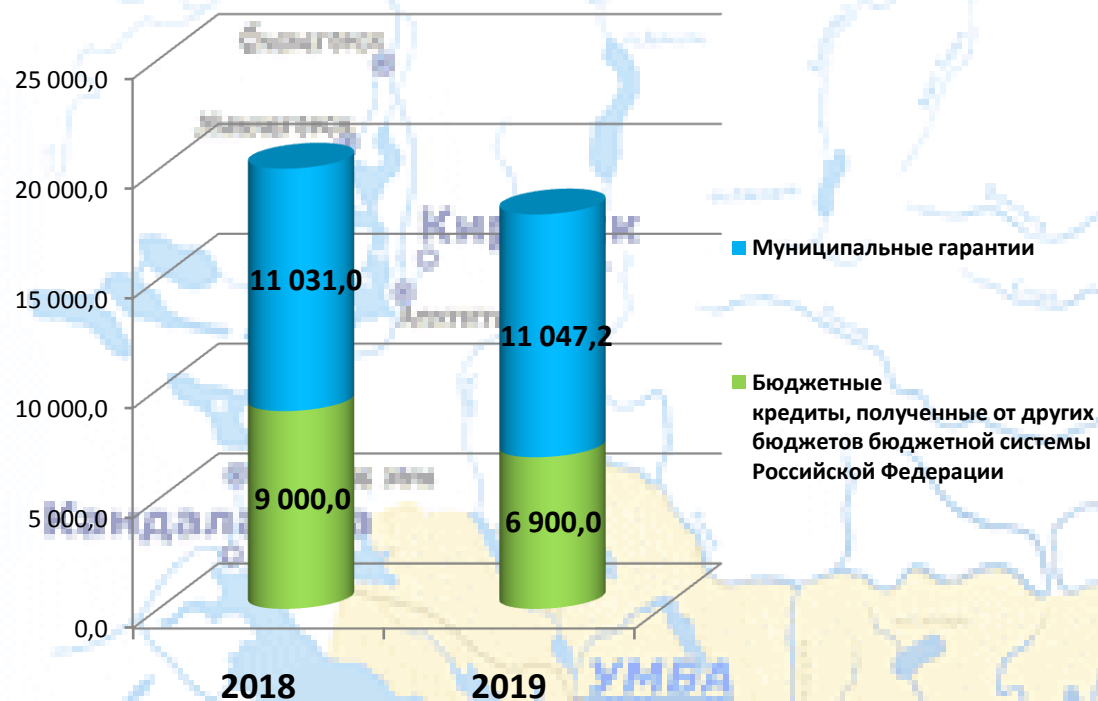 25 000,0
20 000,0
15 000,0
10 000,0
5 000,0
0,0
11 031,0
9 000,0
11 047,2
6 900,0
2018
2019
Муниципальные гарантии
Бюджетные
кредиты, полученные от других
бюджетов бюджетной системы
Российской Федерации
УМБА